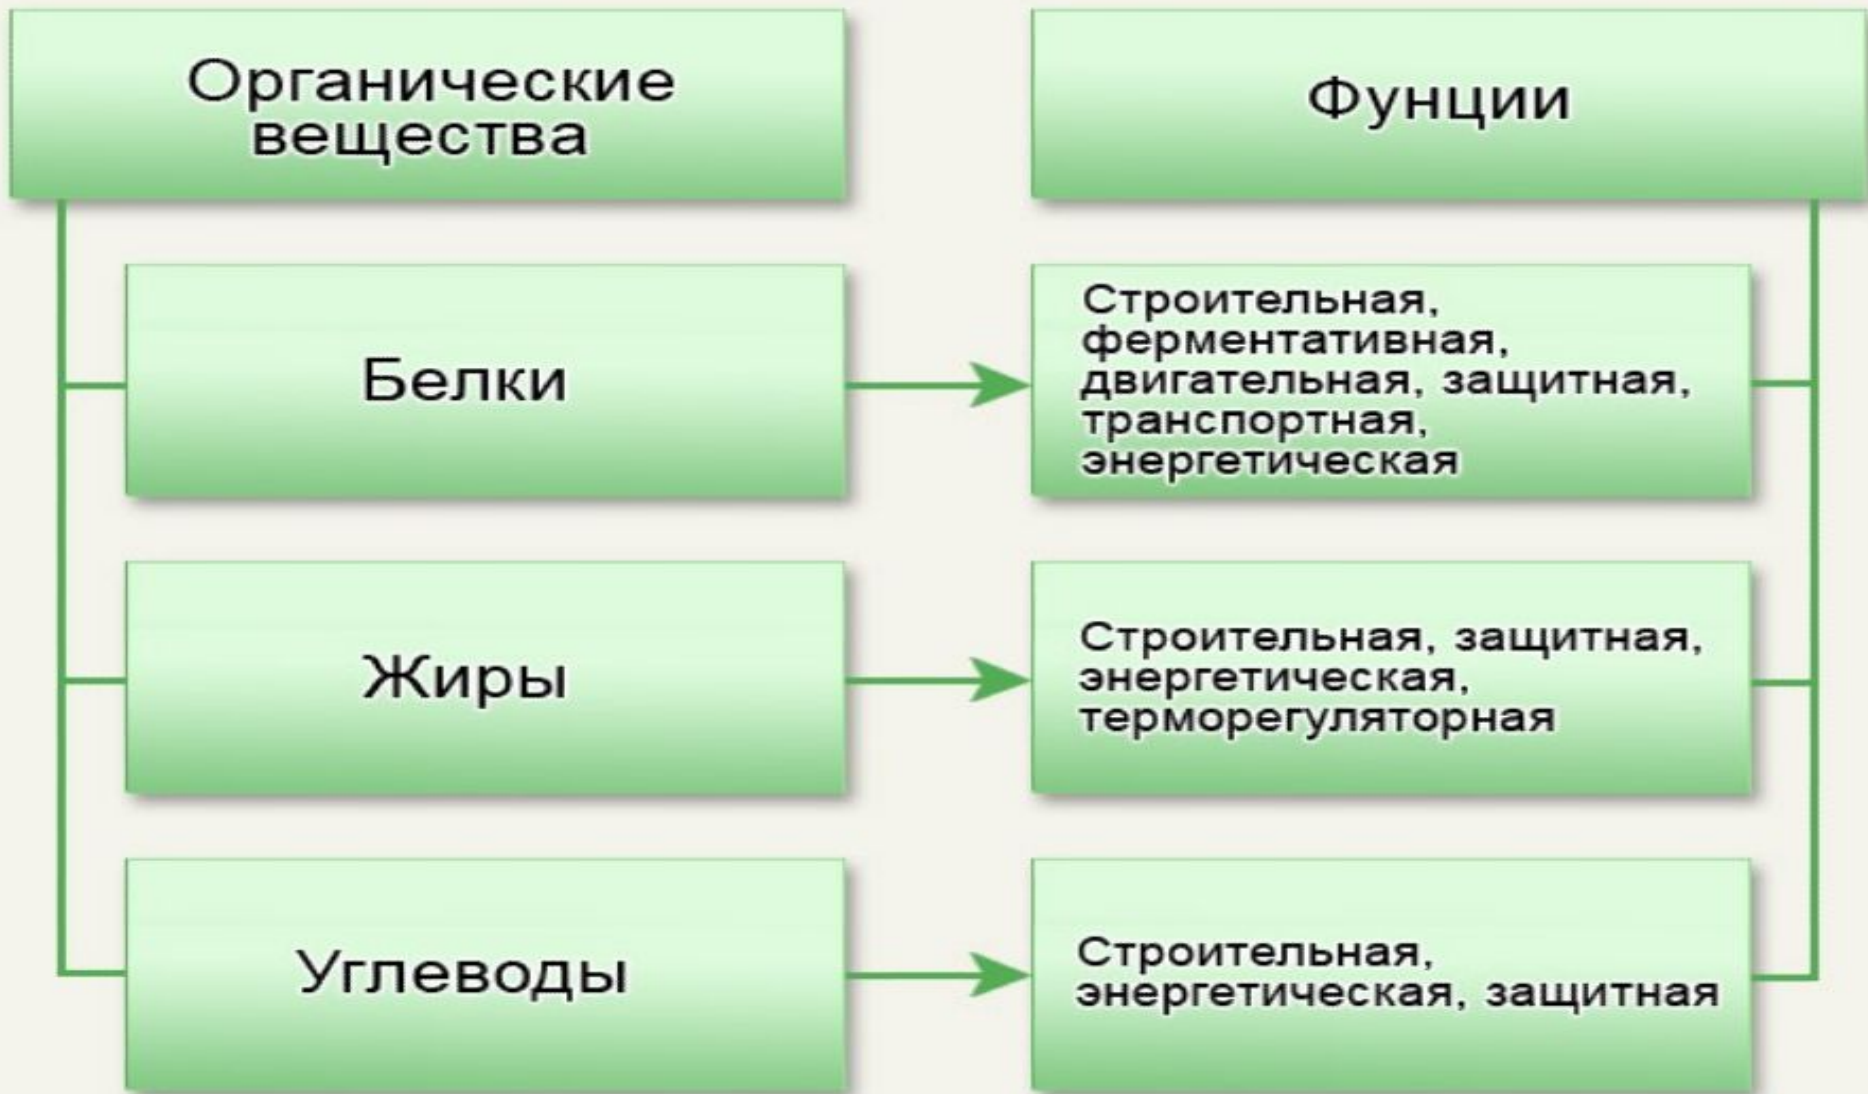 Органические
вещества
Фунции
Белки
Строительная,
ферментативная,
двигательная, защитная,
транспортная,
энергетическая
Жиры
Строительная, защитная,
энергетическая,
терморегуляторная
Углеводы
Строительная,
энергетическая, защитная